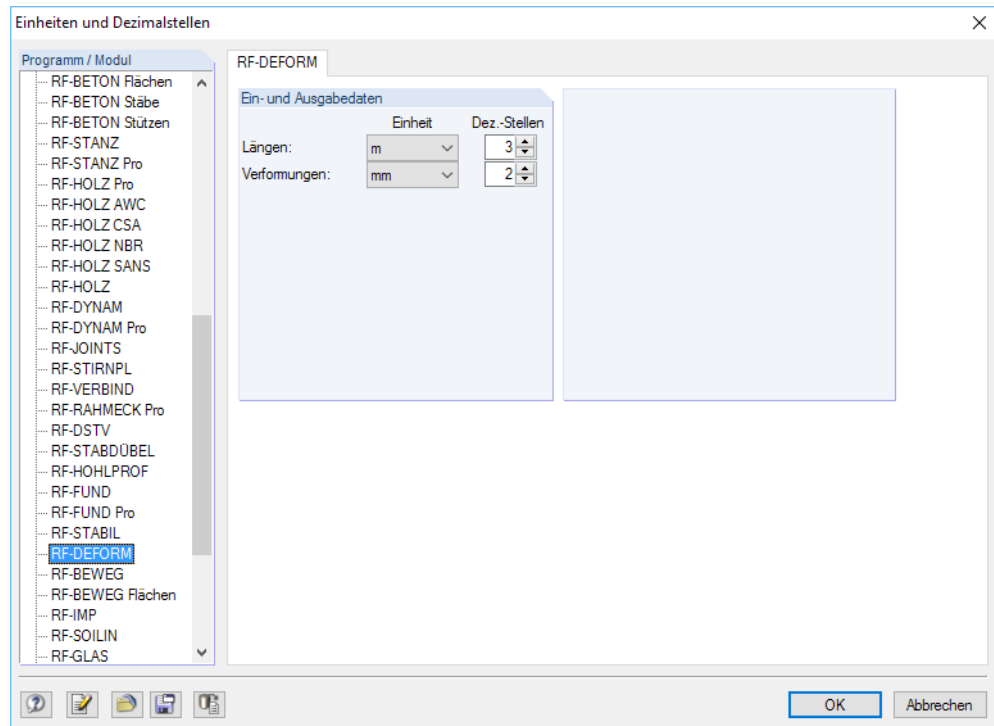 Einheiten und Dezimalstellen
Programm / Modul
RF-BETON Flächen
RF-BETON Stäbe
RF-BETON Stützen
RF-STANZ
RF-STANZ Pro
RF-HOLZ Pro
RF-HOLZ AWC
RF-HOLZ CSA
RF-HOLZ NBR
RF-HOLZ SANS
RF-HOLZ
RF-DYNAM
RF-DYNAM Pro
RF-JOINTS
RF-STIRNPL
RF-VERBIND
RF-RAHMECK Pro
RF-DSTV
RF-STABDÜBEL
RF-HOHLPROF
RF-FUND
RF-FUND Pro
RF-STABIL
RF-DEFORM
RF-BEWEG
RF-BEWEG Flächen
RF-IMP
RF-SOILIN
RF-GLAS
RF-DEFORM
Ein- und Ausgabedaten
Einheit Dez.-Stellen
Längen: m 3
Verformungen: mm 2
OK Abbrechen